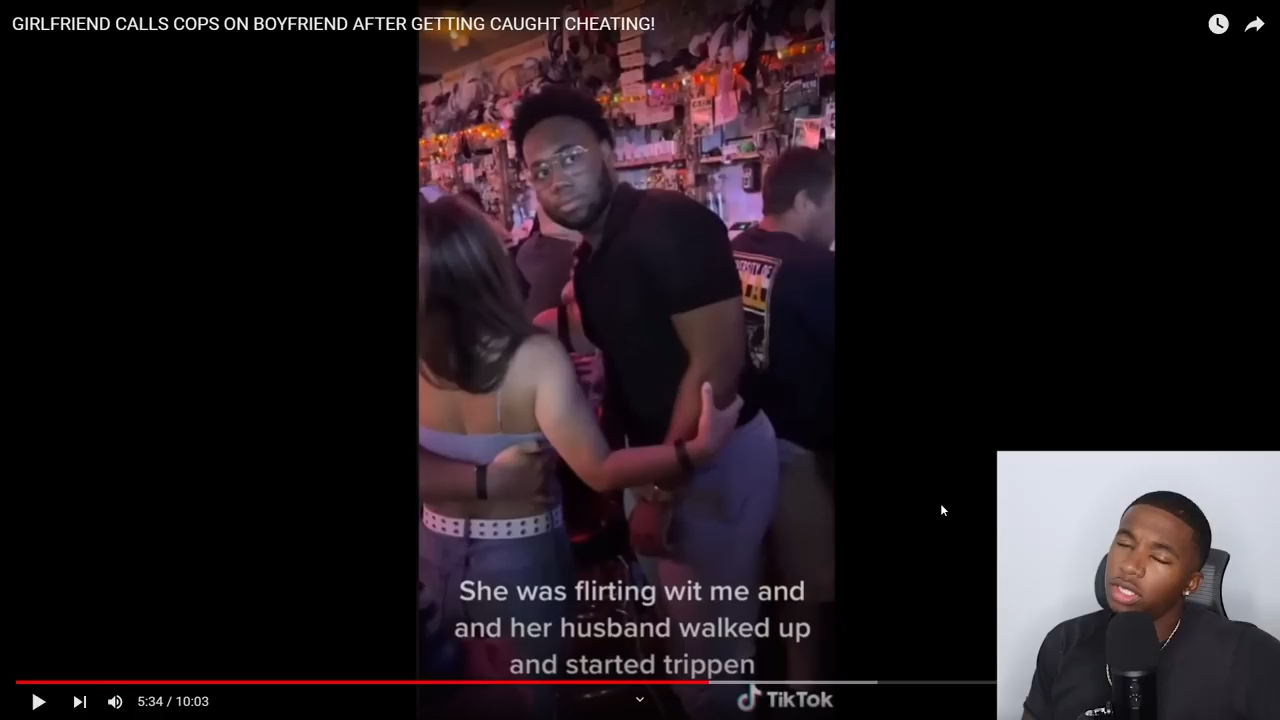 GIRLFRIEND CALLS COPS ON BOYFRIEND AFTER GETTING CAUGHT CHEATING!
She was flirting wit me and
and her husband walked up
and started trippen
5:34 / 10:03
TikTok